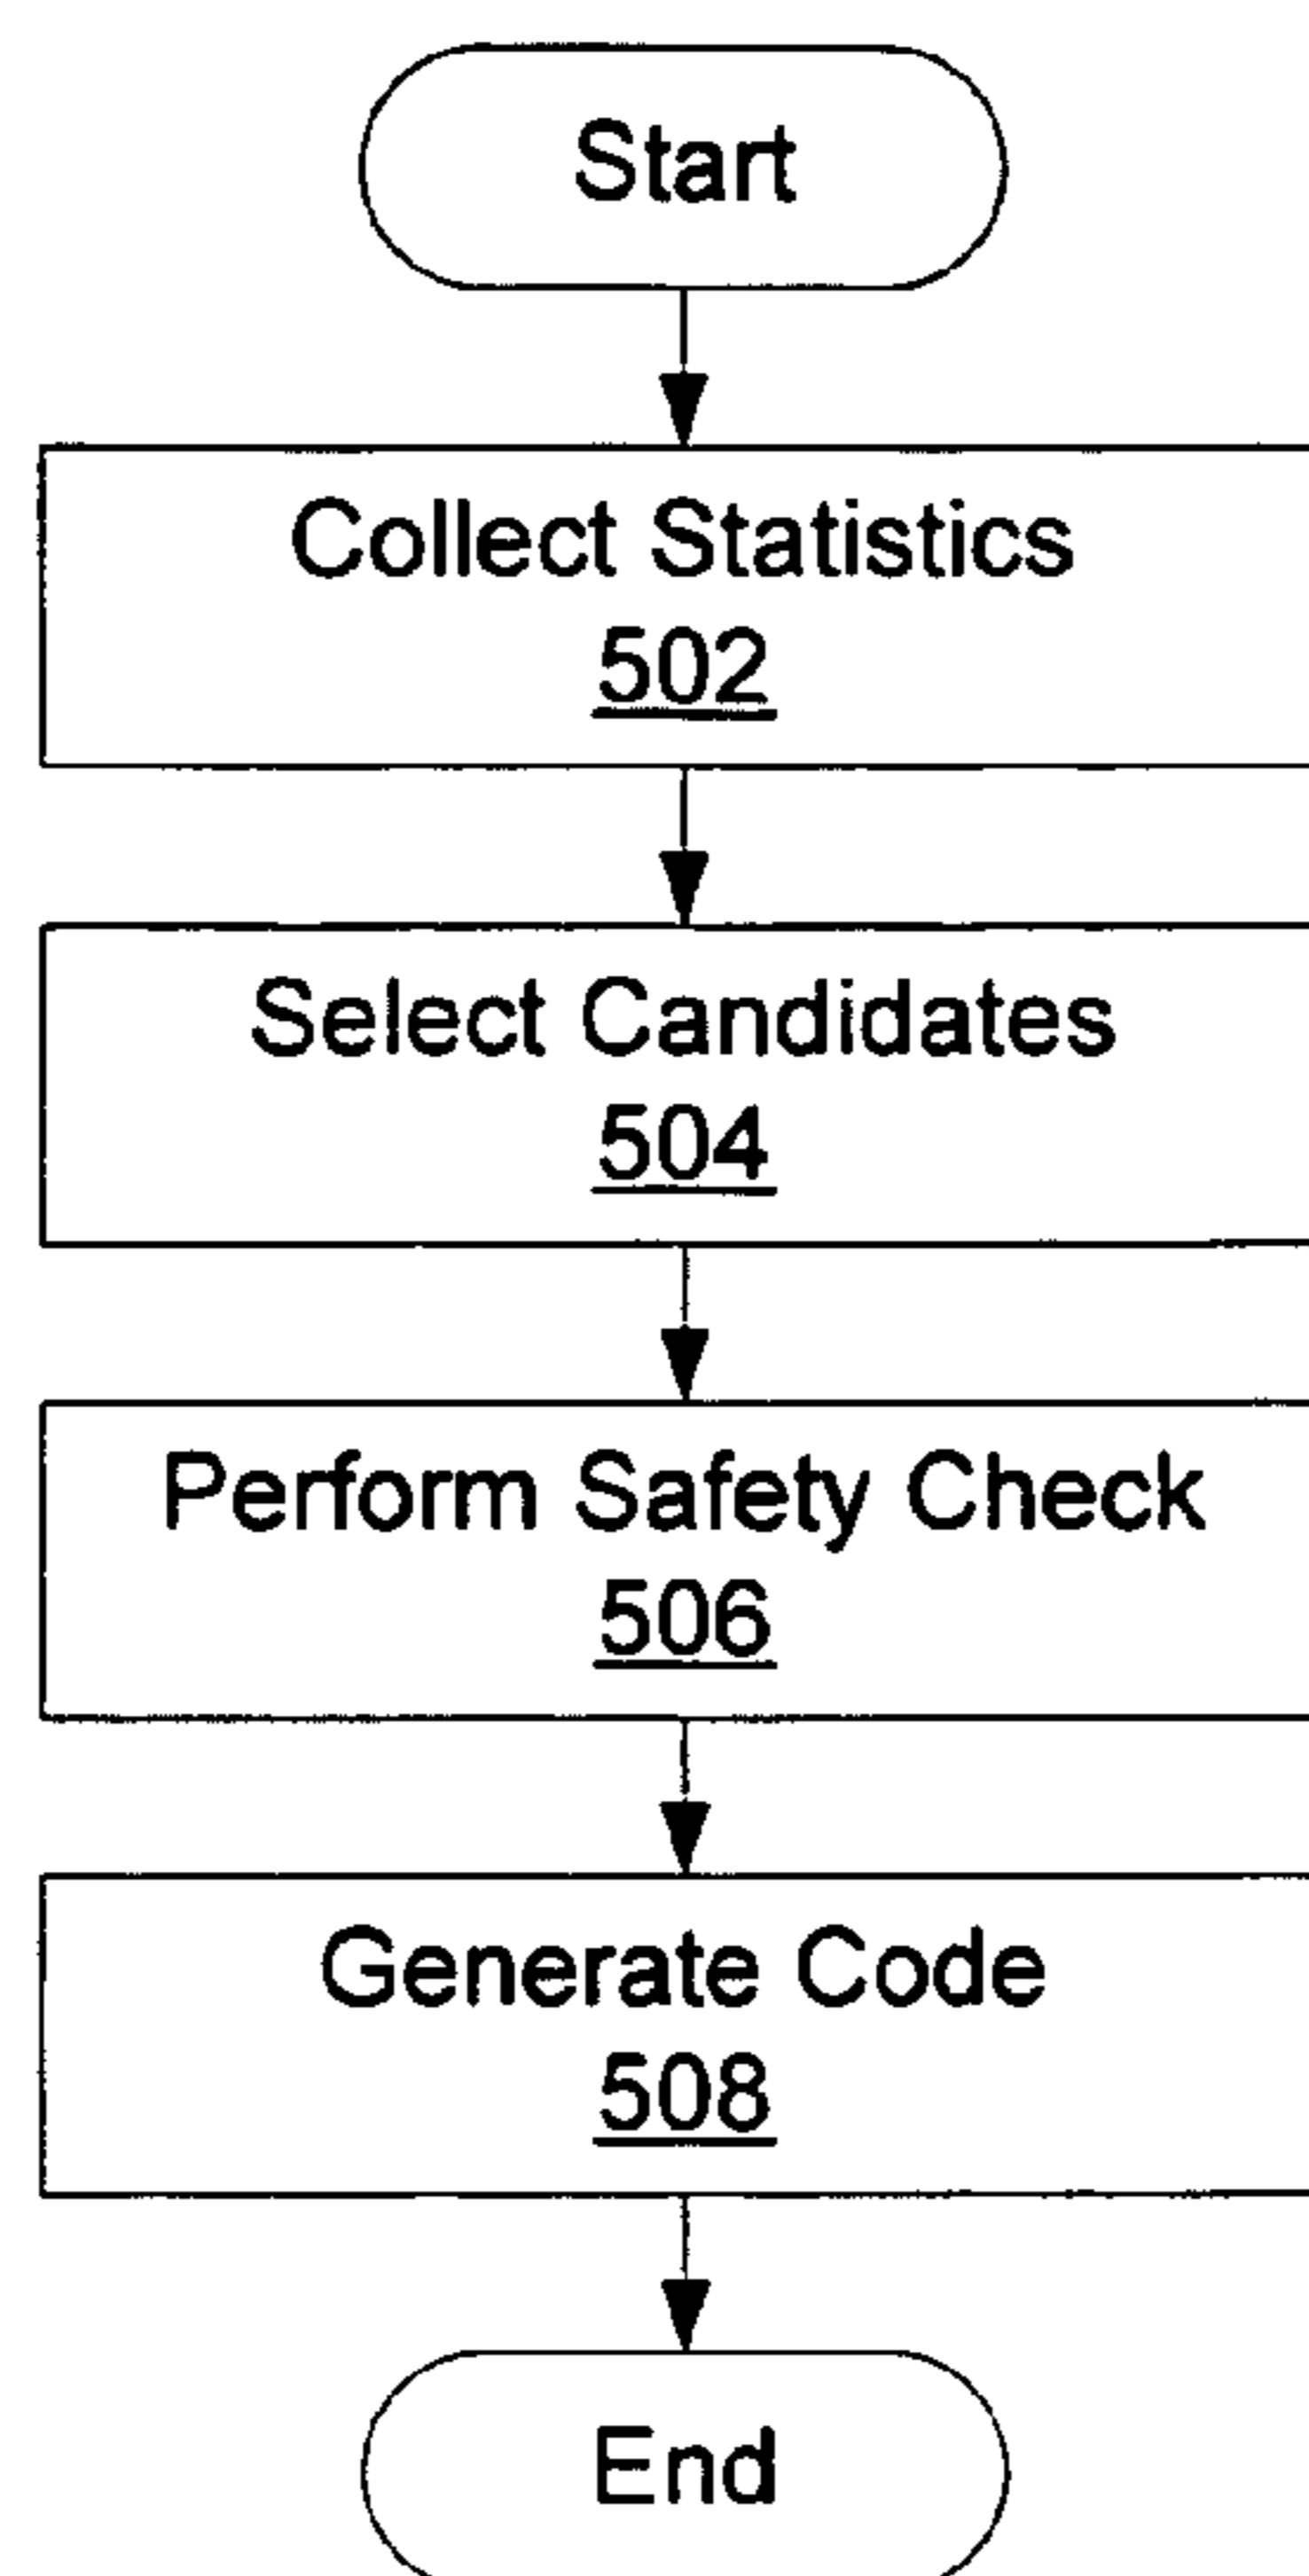 Start
Collect Statistics
502
Select Candidates
504
Perform Safety Check
506
Generate Code
508
End